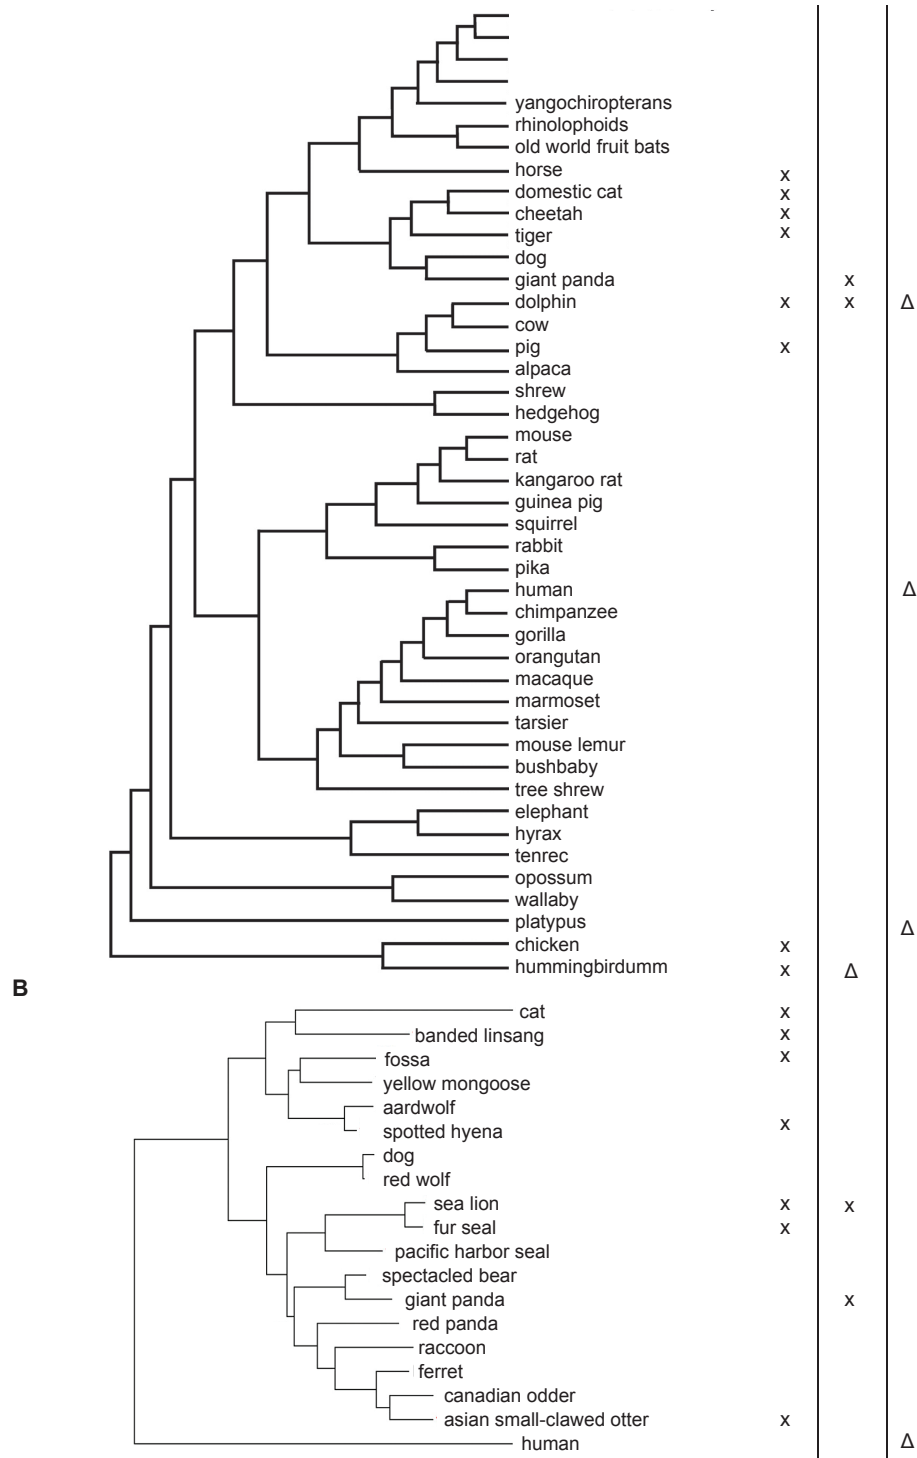 yangochiropterans
rhinolophoids
old world fruit bats
horse x
domestic cat x
cheetah x
tiger x
dog
giant panda x
dolphin x x Δ
cow
pig x
alpaca
shrew
hedgehog
mouse
rat
kangaroo rat
guinea pig
squirrel
rabbit
pika
human Δ
chimpanzee
gorilla
orangutan
macaque
marmoset
tarsier
mouse lemur
bushbaby
tree shrew
elephant
hyrax
tenrec
opossum
wallaby
platypus Δ
chicken x
hummingbirdumm x Δ
B
cat x
banded linsang x
fossa x
yellow mongoose
aardwolf
spotted hyena x
dog
red wolf
sea lion x x
fur seal x
pacific harbor seal
spectacled bear
giant panda x
red panda
raccoon
ferret
canadian odder
asian small-clawed otter x
human Δ